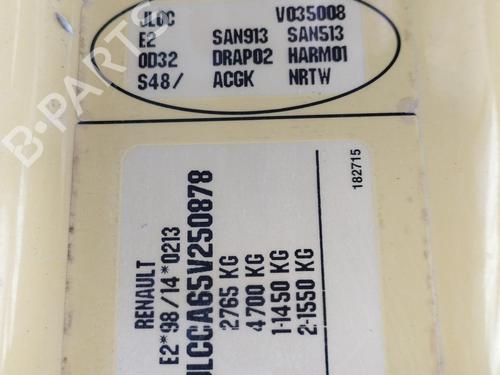 JL0C V035008
E2 SAN913 SAN513
0D32 DRAP02 HARM01
S48/ ACGK NRTW
182715
RENAULT
E2*98/14*0213
JLCCA65V250878
2765 KG
4700 KG
1-1450 KG
2-1550 KG
B-PARTS